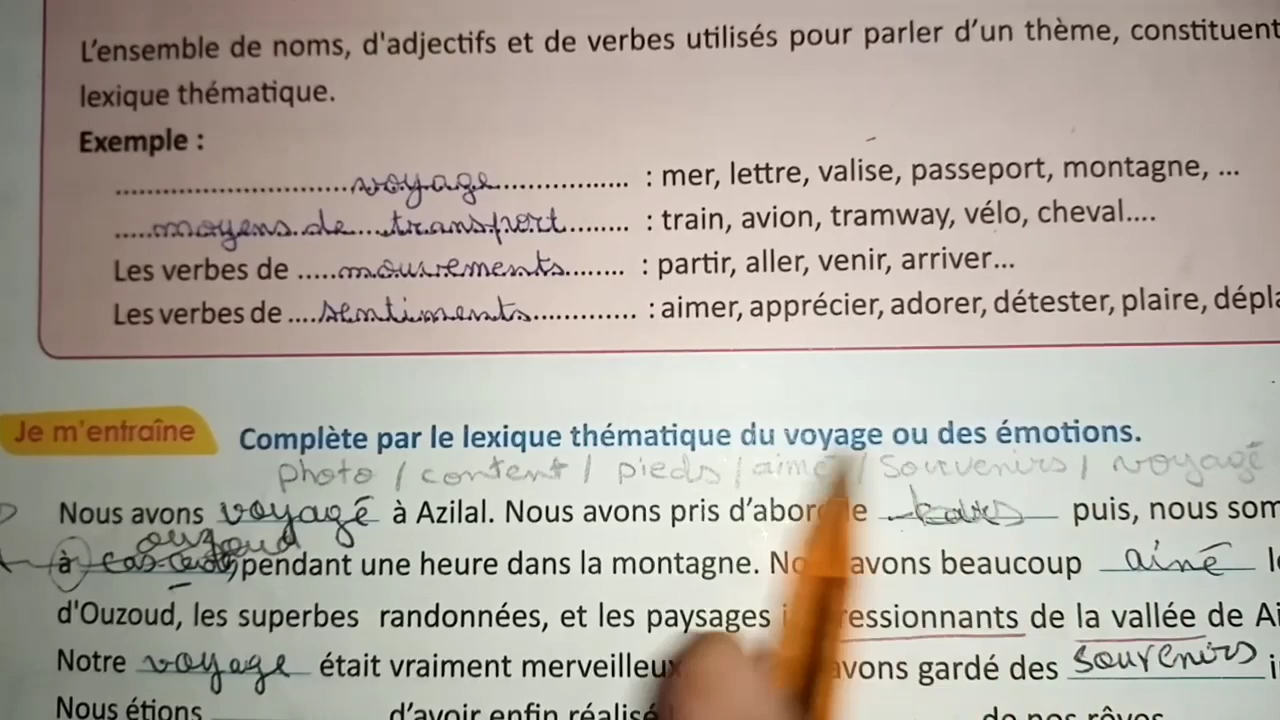 L'ensemble de noms, d'adjectifs et de verbes utilisés pour parler d'un thème, constituent
lexique thématique.
Exemple :
voyage : mer, lettre, valise, passeport, montagne, ...
moyens de transport : train, avion, tramway, vélo, cheval....
Les verbes de mouvements : partir, aller, venir, arriver...
Les verbes de sentiments : aimer, apprécier, adorer, détester, plaire,
Je m'entraîne
Complète par le lexique thématique du voyage ou des émotions.
photo / content / pieds / aimé / souvenirs / voyagé
Nous avons voyagé à Azilal. Nous avons pris d'abord le puis, nous
ouzoud
à pendant une heure dans la montagne. avons beaucoup aimé
d'Ouzoud, les superbes randonnées, et les paysages de la vallée de
Notre voyage était vraiment merveilleux avons gardé des souvenirs
Nous étions d'avoir enfin réalisé de nos rêves